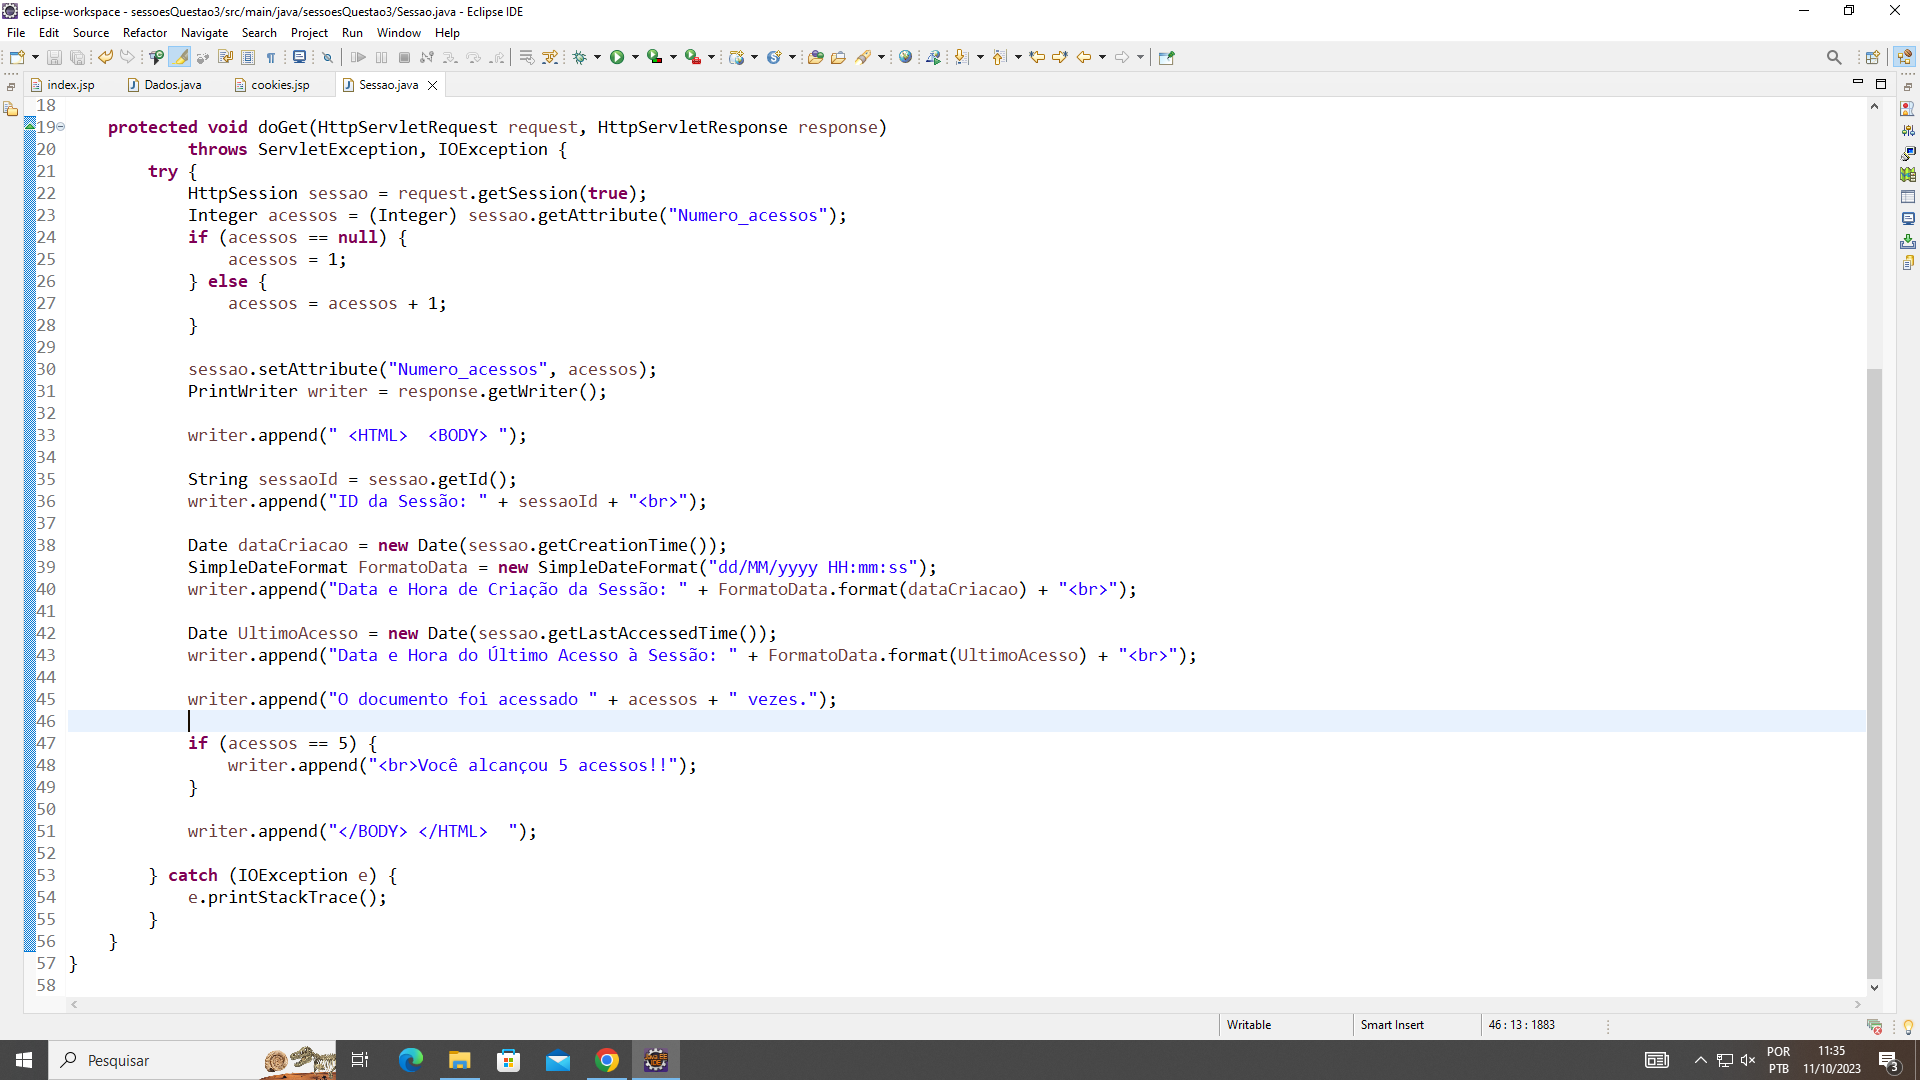 eclipse-workspace - sessoesQuestao3/src/main/java/sessoesQuestao3/Sessao.java - Eclipse IDE
File Edit Source Refactor Navigate Search Project Run Window Help
index.jsp Dados.java cookies.jsp Sessao.java
18
19 protected void doGet(HttpServletRequest request, HttpServletResponse response)
20 throws ServletException, IOException {
21 try {
22 HttpSession sessao = request.getSession(true);
23 Integer acessos = (Integer) sessao.getAttribute("Numero_acessos");
24 if (acessos == null) {
25 acessos = 1;
26 } else {
27 acessos = acessos + 1;
28 }
29
30 sessao.setAttribute("Numero_acessos", acessos);
31 PrintWriter writer = response.getWriter();
32
33 writer.append(" <HTML>  <BODY> ");
34
35 String sessaoId = sessao.getId();
36 writer.append("ID da Sessão: " + sessaoId + "<br>");
37
38 Date dataCriacao = new Date(sessao.getCreationTime());
39 SimpleDateFormat FormatoData = new SimpleDateFormat("dd/MM/yyyy HH:mm:ss");
40 writer.append("Data e Hora de Criação da Sessão: " + FormatoData.format(dataCriacao) + "<br>");
41
42 Date UltimoAcesso = new Date(sessao.getLastAccessedTime());
43 writer.append("Data e Hora do Último Acesso à Sessão: " + FormatoData.format(UltimoAcesso) + "<br>");
44
45 writer.append("O documento foi acessado " + acessos + " vezes.");
46
47 if (acessos == 5) {
48 writer.append("<br>Você alcançou 5 acessos!!");
49 }
50
51 writer.append("</BODY> </HTML>  ");
52
53 } catch (IOException e) {
54 e.printStackTrace();
55 }
56 }
57 }
58
Writable Smart Insert 46 : 13 : 1883
Pesquisar
Java EE
IDE
POR
PTB
11:35
11/10/2023
3